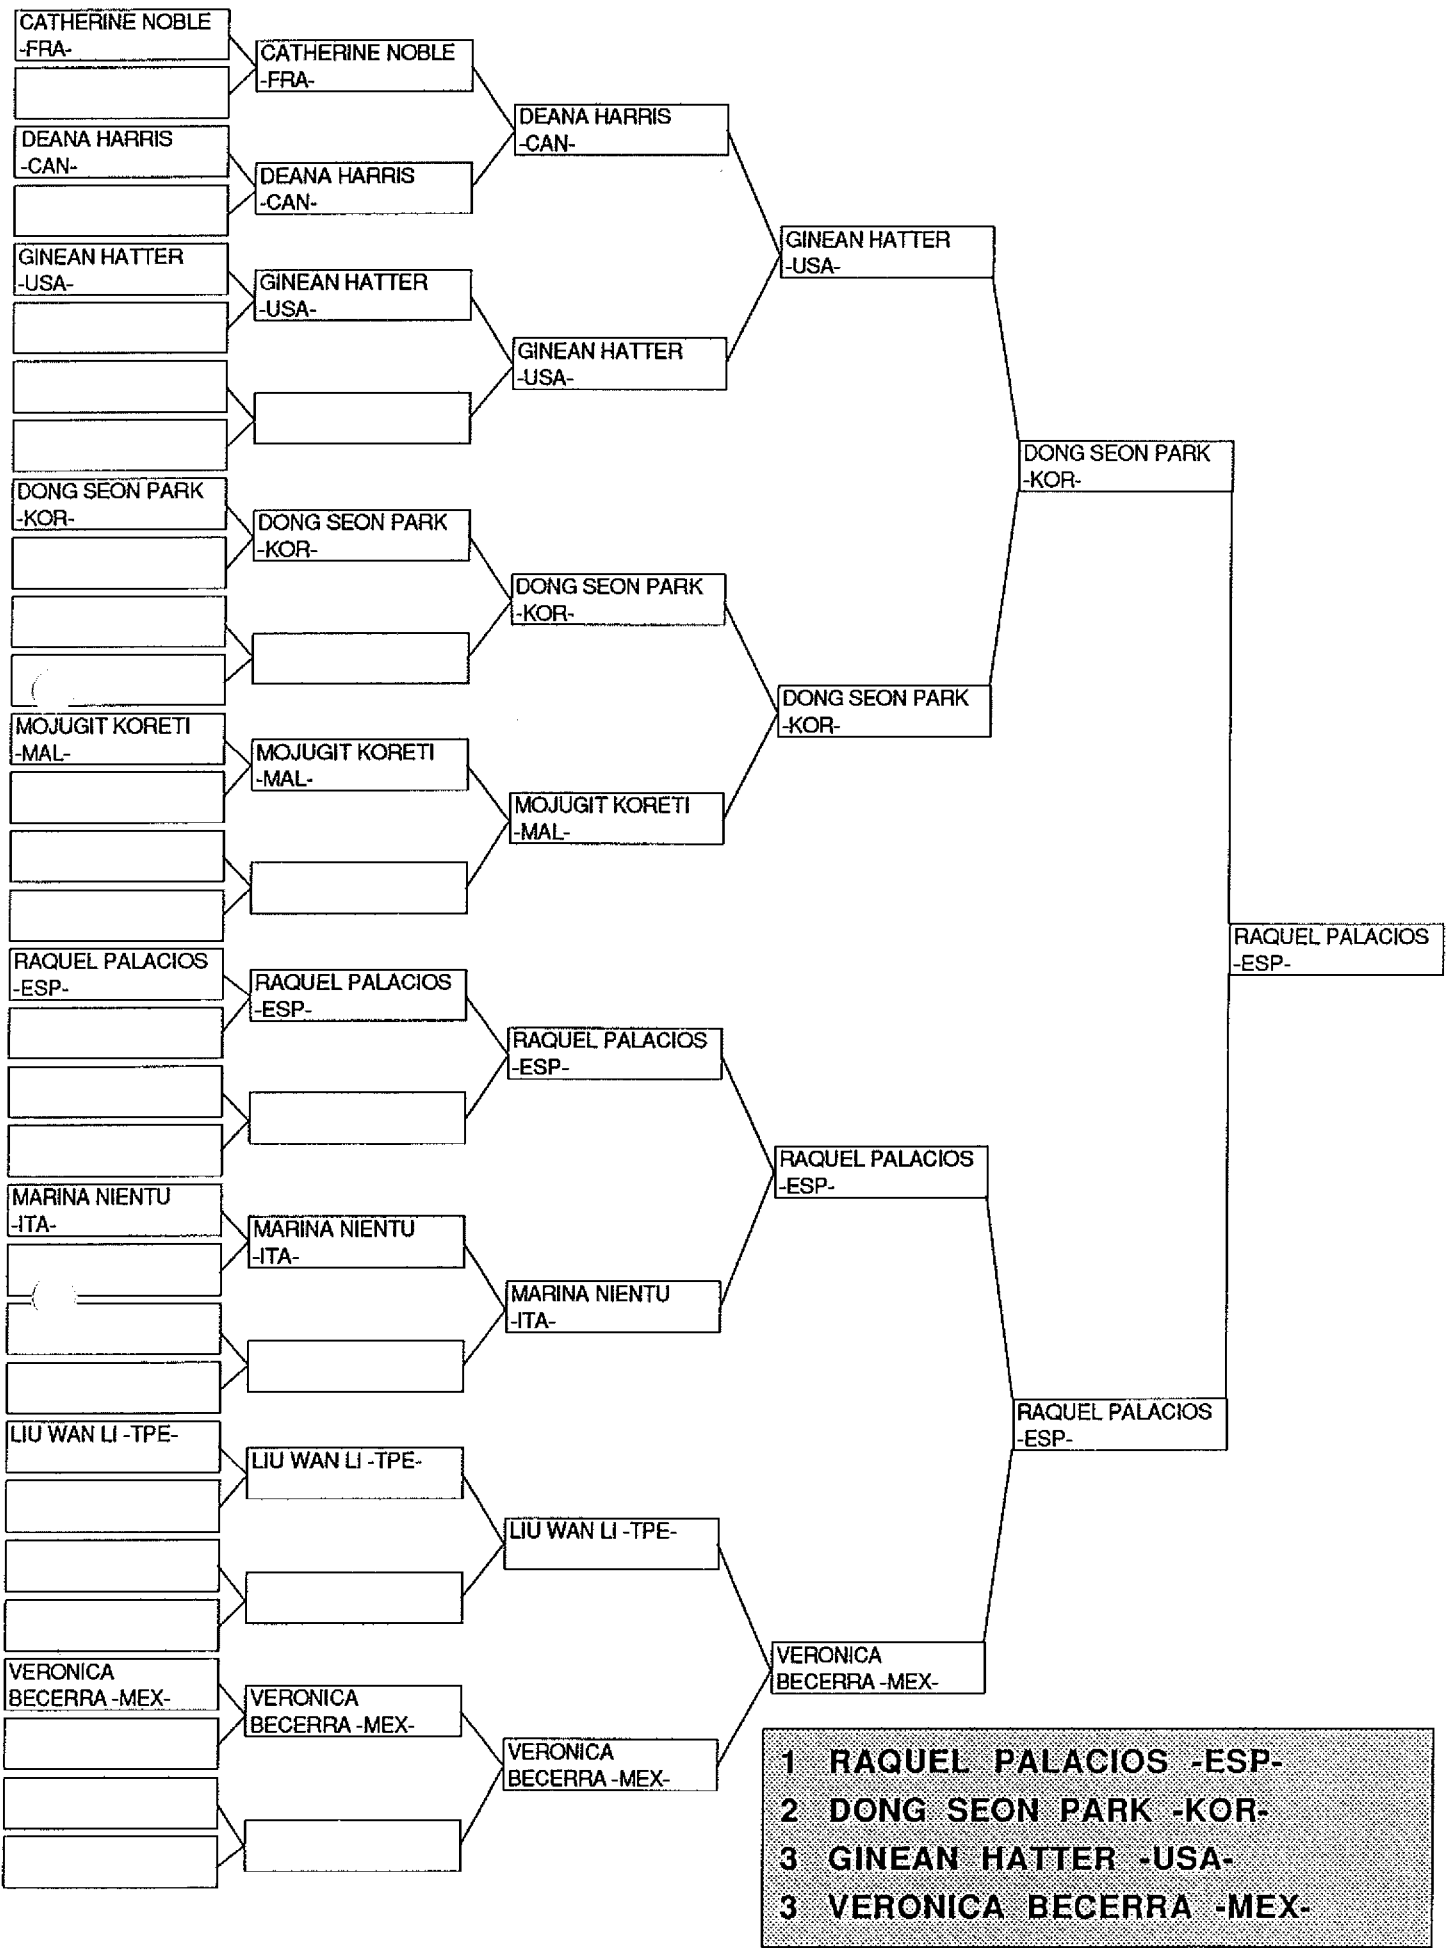 CATHERINE NOBLE
-FRA-
DEANA HARRIS
-CAN-
GINEAN HATTER
-USA-
DONG SEON PARK
-KOR-
MOJUGIT KORETI
-MAL-
RAQUEL PALACIOS
-ESP-
MARINA NIENTU
-ITA-
LIU WAN LI -TPE-
VERONICA
BECERRA -MEX-
CATHERINE NOBLE
-FRA-
DEANA HARRIS
-CAN-
GINEAN HATTER
-USA-
DONG SEON PARK
-KOR-
MOJUGIT KORETI
-MAL-
RAQUEL PALACIOS
-ESP-
MARINA NIENTU
-ITA-
LIU WAN LI -TPE-
VERONICA
BECERRA -MEX-
DEANA HARRIS
-CAN-
GINEAN HATTER
-USA-
DONG SEON PARK
-KOR-
MOJUGIT KORETI
-MAL-
RAQUEL PALACIOS
-ESP-
MARINA NIENTU
-ITA-
LIU WAN LI -TPE-
VERONICA
BECERRA -MEX-
GINEAN HATTER
-USA-
DONG SEON PARK
-KOR-
RAQUEL PALACIOS
-ESP-
VERONICA
BECERRA -MEX-
DONG SEON PARK
-KOR-
RAQUEL PALACIOS
-ESP-
RAQUEL PALACIOS
-ESP-
1 RAQUEL PALACIOS -ESP-
2 DONG SEON PARK -KOR-
3 GINEAN HATTER -USA-
3 VERONICA BECERRA -MEX-